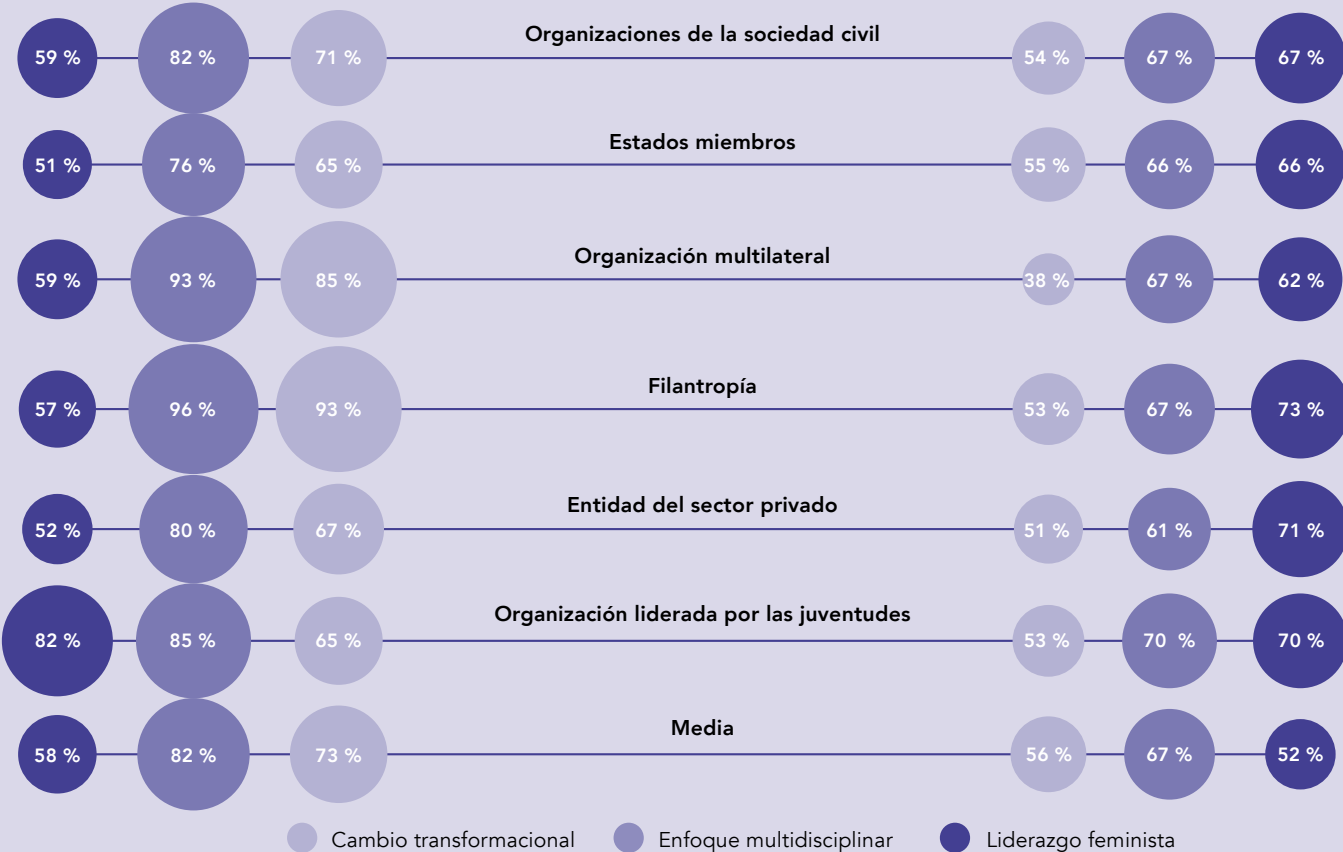 Organizaciones de la sociedad civil
59 % 82 % 71 % 54 % 67 % 67 %
Estados miembros
51 % 76 % 65 % 55 % 66 % 66 %
Organización multilateral
59 % 93 % 85 % 38 % 67 % 62 %
Filantropía
57 % 96 % 93 % 53 % 67 % 73 %
Entidad del sector privado
52 % 80 % 67 % 51 % 61 % 71 %
Organización liderada por las juventudes
82 % 85 % 65 % 53 % 70 % 70 %
Media
58 % 82 % 73 % 56 % 67 % 52 %
Cambio transformacional Enfoque multidisciplinar Liderazgo feminista